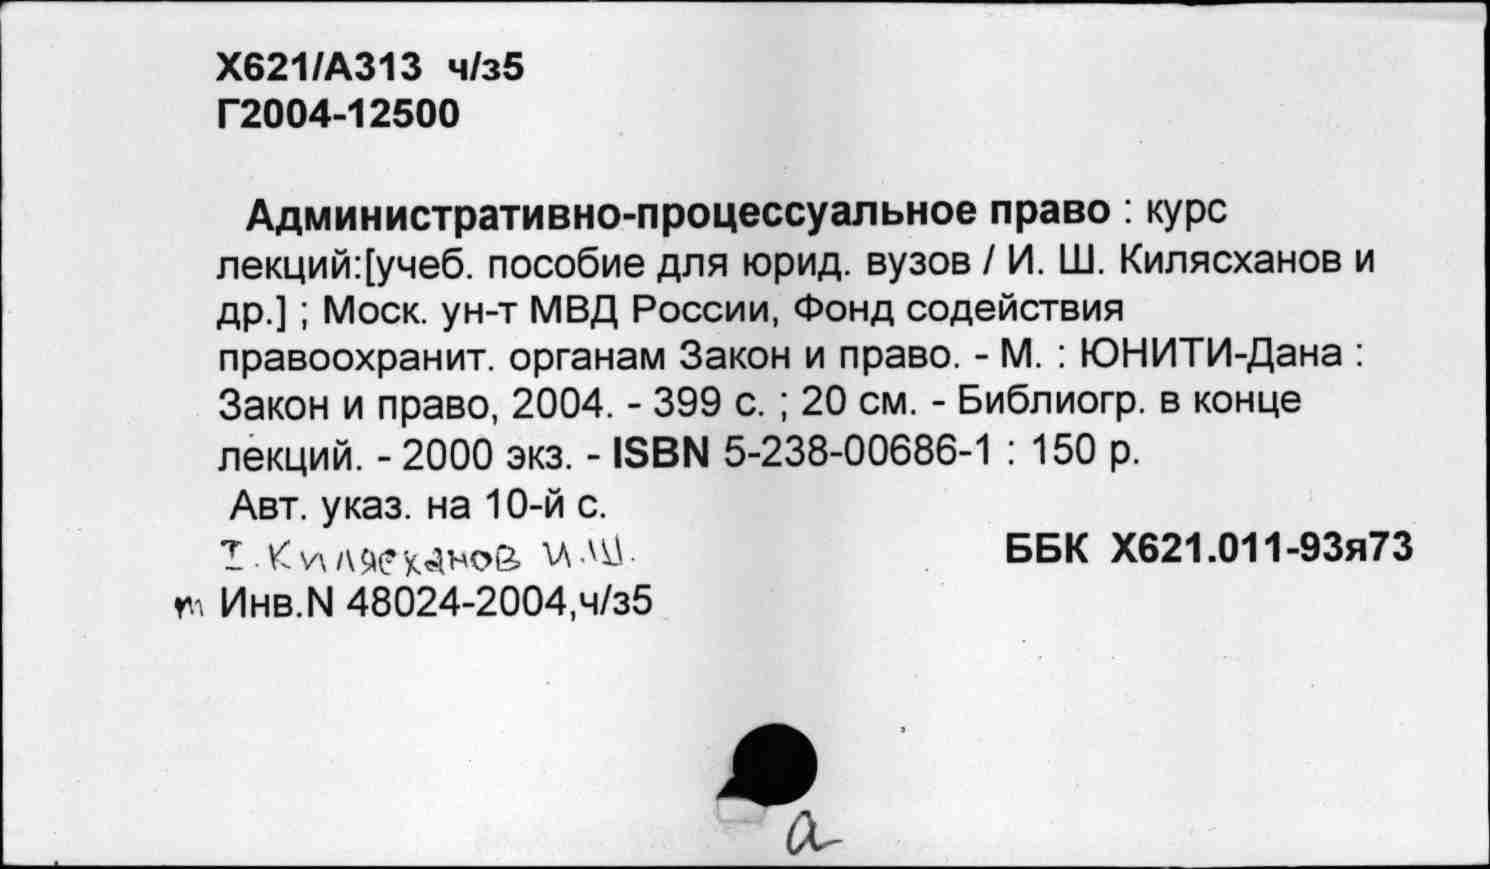 Х621/А313 ч/з5
Г2004-12500
Административно-процессуальное право : курс
лекций:[учеб. пособие для юрид. вузов / И. Ш. Килясханов и
др.] ; Моск. ун-т МВД России, Фонд содействия
правоохранит. органам Закон и право. - М. : ЮНИТИ-Дана :
Закон и право, 2004. - 399 с. ; 20 см. - Библиогр. в конце
лекций. - 2000 экз. - ISBN 5-238-00686-1 : 150 р.
Авт. указ. на 10-й с.
I. Килясханов И.Ш.
ББК Х621.011-93я73
Инв.N 48024-2004,ч/з5
а